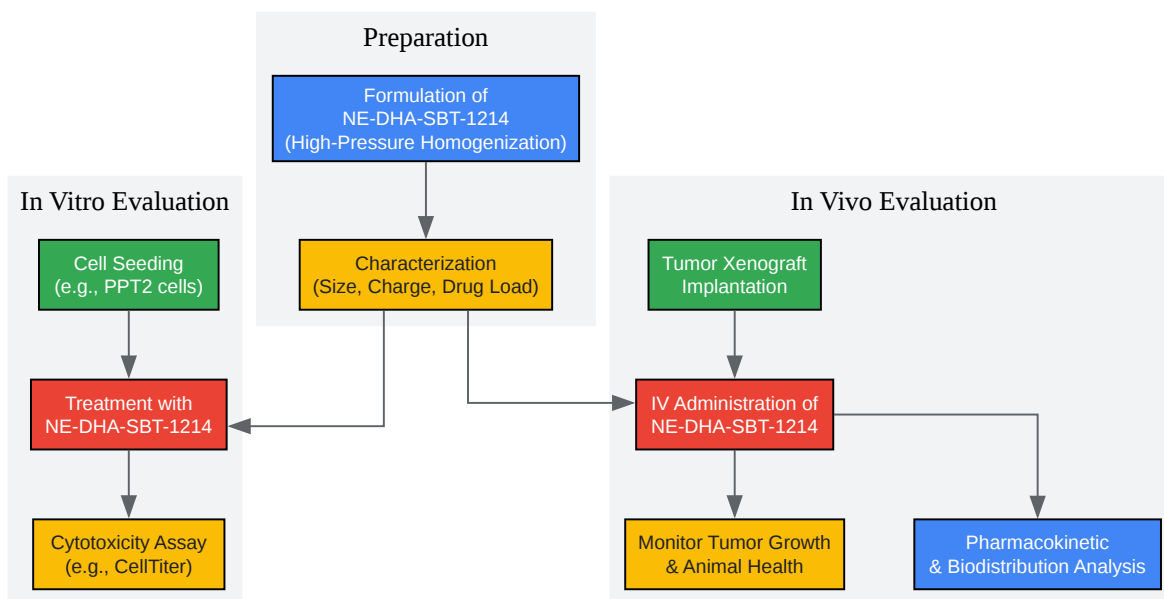 Preparation
Formulation of
NE-DHA-SBT-1214
(High-Pressure Homogenization)
Characterization
(Size, Charge, Drug Load)
In Vitro Evaluation
Cell Seeding
(e.g., PPT2 cells)
Treatment with
NE-DHA-SBT-1214
Cytotoxicity Assay
(e.g., CellTiter)
In Vivo Evaluation
Tumor Xenograft
Implantation
IV Administration of
NE-DHA-SBT-1214
Monitor Tumor Growth
& Animal Health
Pharmacokinetic
& Biodistribution Analysis